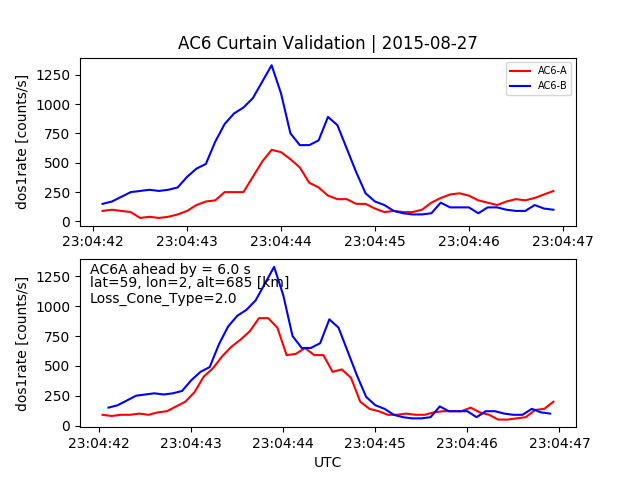 AC6 Curtain Validation | 2015-08-27
dos1rate [counts/s]
1250
1000
750
500
250
0
AC6-A
AC6-B
23:04:42 23:04:43 23:04:44 23:04:45 23:04:46 23:04:47
dos1rate [counts/s]
1250
1000
750
500
250
0
AC6A ahead by = 6.0 s
lat=59, lon=2, alt=685 [km]
Loss_Cone_Type=2.0
23:04:42 23:04:43 23:04:44 23:04:45 23:04:46 23:04:47
UTC